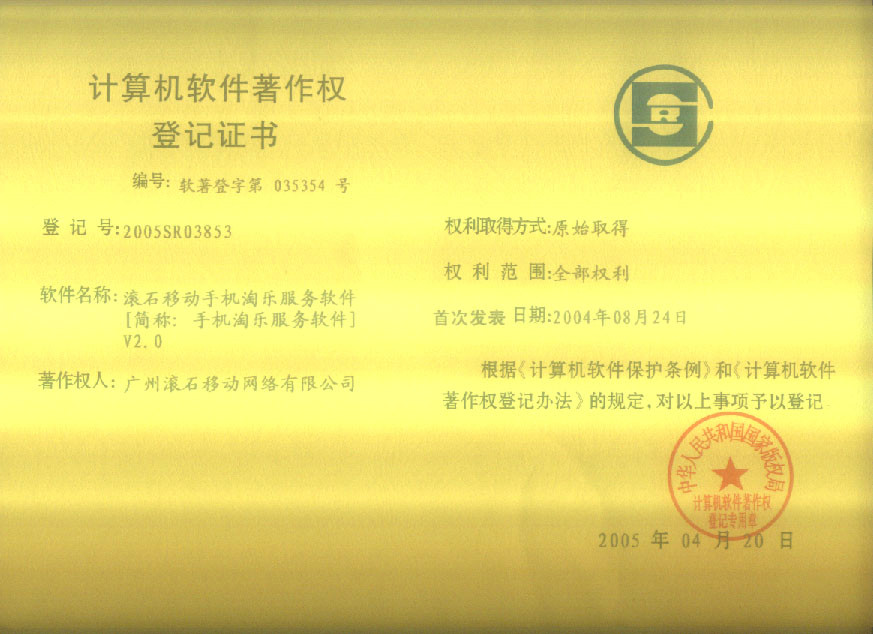 计算机软件著作权
登记证书
编号: 软著登字第 035354 号
登 记 号:2005SR03853
软件名称: 滚石移动手机淘乐服务软件
[简称: 手机淘乐服务软件]
V2.0
著作权人: 广州滚石移动网络有限公司
R
权利取得方式:原始取得
权 利 范 围:全部权利
首次发表日期:2004年08月24日
根据《计算机软件保护条例》和《计算机软件
著作权登记办法》的规定,对以上事项予以登记.
中华人民共和国国家版权局
计算机软件著作权
登记专用章
2005 年 04 月 20 日